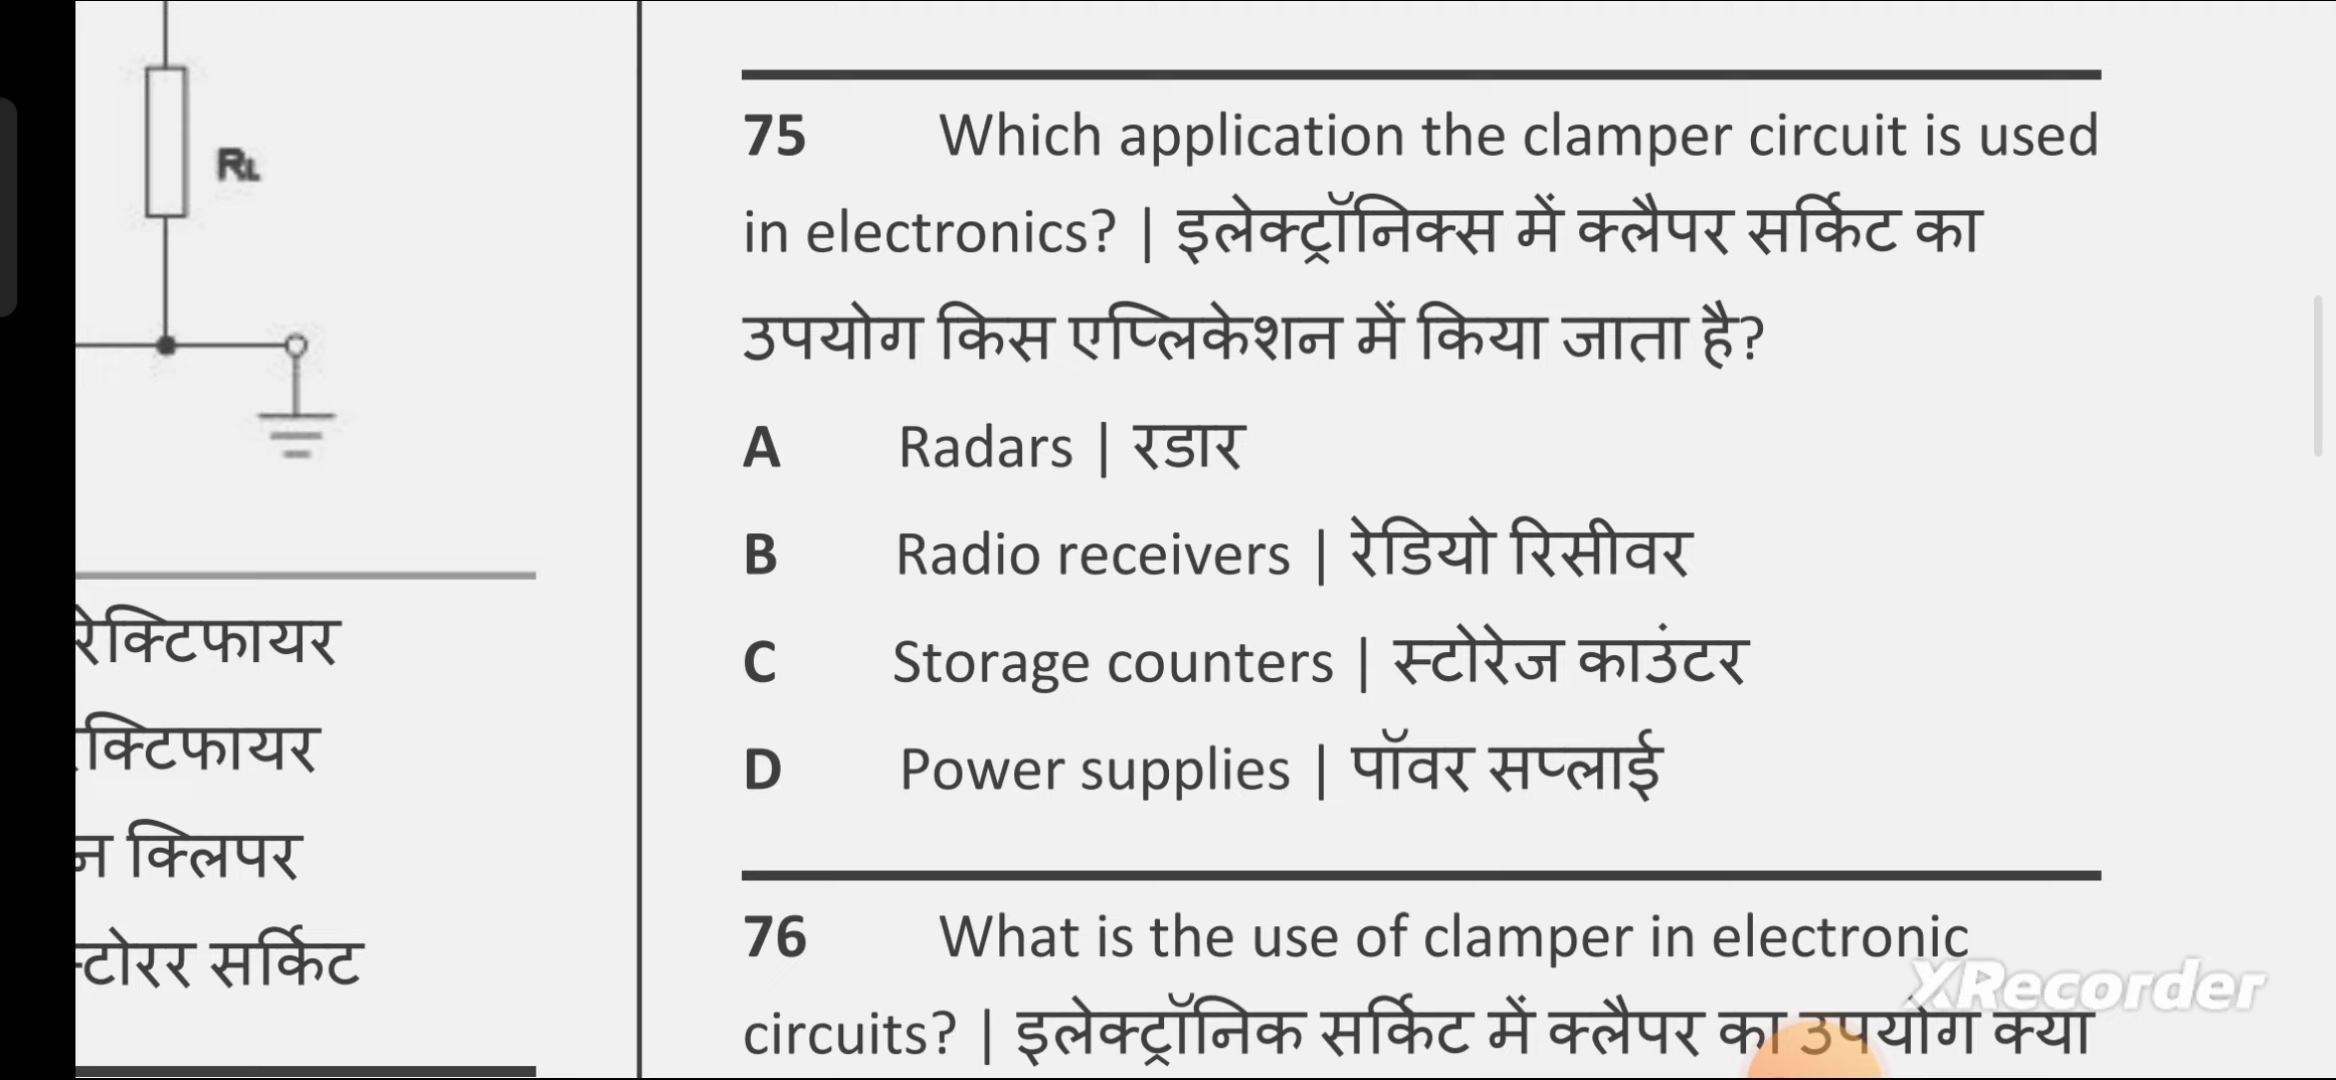 RL
रेक्टिफायर
क्टिफायर
न क्लिपर
टोरर सर्किट
75 Which application the clamper circuit is used
in electronics? | इलेक्ट्रॉनिक्स में क्लैपर सर्किट का
उपयोग किस एप्लिकेशन में किया जाता है?
A Radars | रडार
B Radio receivers | रेडियो रिसीवर
C Storage counters | स्टोरेज काउंटर
D Power supplies | पॉवर सप्लाई
76 What is the use of clamper in electronic
circuits? | इलेक्ट्रॉनिक सर्किट में क्लैपर का उपयोग क्या
XRecorder